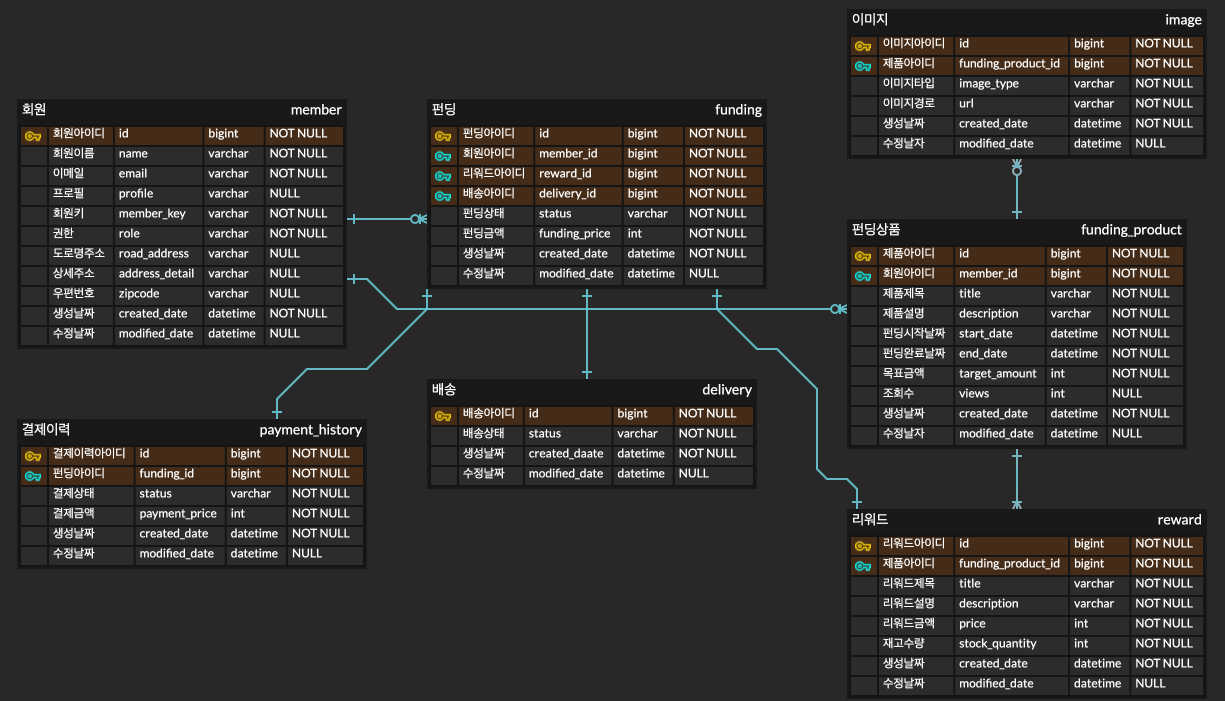 이미지 image
이미지아이디 id bigint NOT NULL
제품아이디 funding_product_id bigint NOT NULL
이미지타입 image_type varchar NOT NULL
이미지경로 url varchar NOT NULL
생성날짜 created_date datetime NOT NULL
수정날자 modified_date datetime NULL
회원 member
회원아이디 id bigint NOT NULL
회원이름 name varchar NOT NULL
이메일 email varchar NOT NULL
프로필 profile varchar NULL
회원키 member_key varchar NOT NULL
권한 role varchar NOT NULL
도로명주소 road_address varchar NULL
상세주소 address_detail varchar NULL
우편번호 zipcode varchar NULL
생성날짜 created_date datetime NOT NULL
수정날짜 modified_date datetime NULL
펀딩 funding
펀딩아이디 id bigint NOT NULL
회원아이디 member_id bigint NOT NULL
리워드아이디 reward_id bigint NOT NULL
배송아이디 delivery_id bigint NOT NULL
펀딩상태 status varchar NOT NULL
펀딩금액 funding_price int NOT NULL
생성날짜 created_date datetime NOT NULL
수정날짜 modified_date datetime NULL
펀딩상품 funding_product
제품아이디 id bigint NOT NULL
회원아이디 member_id bigint NOT NULL
제품제목 title varchar NOT NULL
제품설명 description varchar NOT NULL
펀딩시작날짜 start_date datetime NOT NULL
펀딩완료날짜 end_date datetime NOT NULL
목표금액 target_amount int NOT NULL
조회수 views int NULL
생성날짜 created_date datetime NOT NULL
수정날자 modified_date datetime NULL
배송 delivery
배송아이디 id bigint NOT NULL
배송상태 status varchar NOT NULL
생성날짜 created_daate datetime NOT NULL
수정날짜 modified_date datetime NULL
결제이력 payment_history
결제이력아이디 id bigint NOT NULL
펀딩아이디 funding_id bigint NOT NULL
결제상태 status varchar NOT NULL
결제금액 payment_price int NOT NULL
생성날짜 created_date datetime NOT NULL
수정날짜 modified_date datetime NULL
리워드 reward
리워드아이디 id bigint NOT NULL
제품아이디 funding_product_id bigint NOT NULL
리워드제목 title varchar NOT NULL
리워드설명 description varchar NOT NULL
리워드금액 price int NOT NULL
재고수량 stock_quantity int NOT NULL
생성날짜 created_date datetime NOT NULL
수정날짜 modified_date datetime NULL